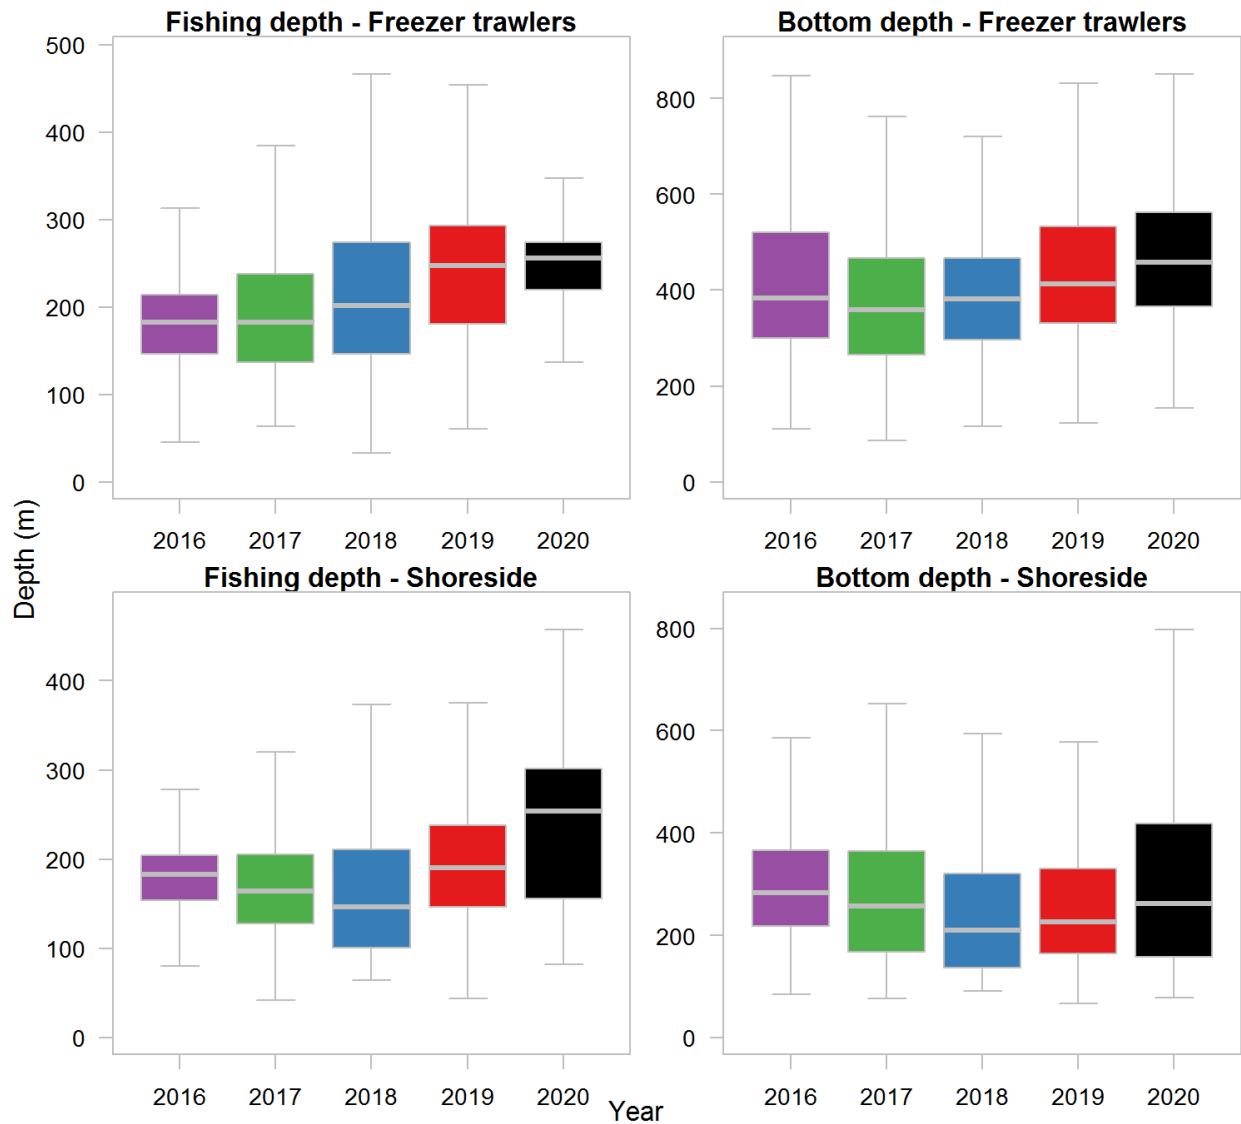 Fishing depth - Freezer trawlers
500
400
300
200
100
0
2016 2017 2018 2019 2020
Bottom depth - Freezer trawlers
800
600
400
200
0
2016 2017 2018 2019 2020
Depth (m)
Fishing depth - Shoreside
400
300
200
100
0
2016 2017 2018 2019 2020
Bottom depth - Shoreside
800
600
400
200
0
2016 2017 2018 2019 2020
Year